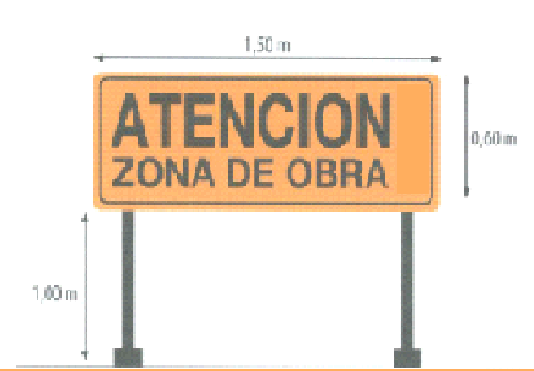 1,50 m
ATENCION
0,60 m
ZONA DE OBRA
1,00 m